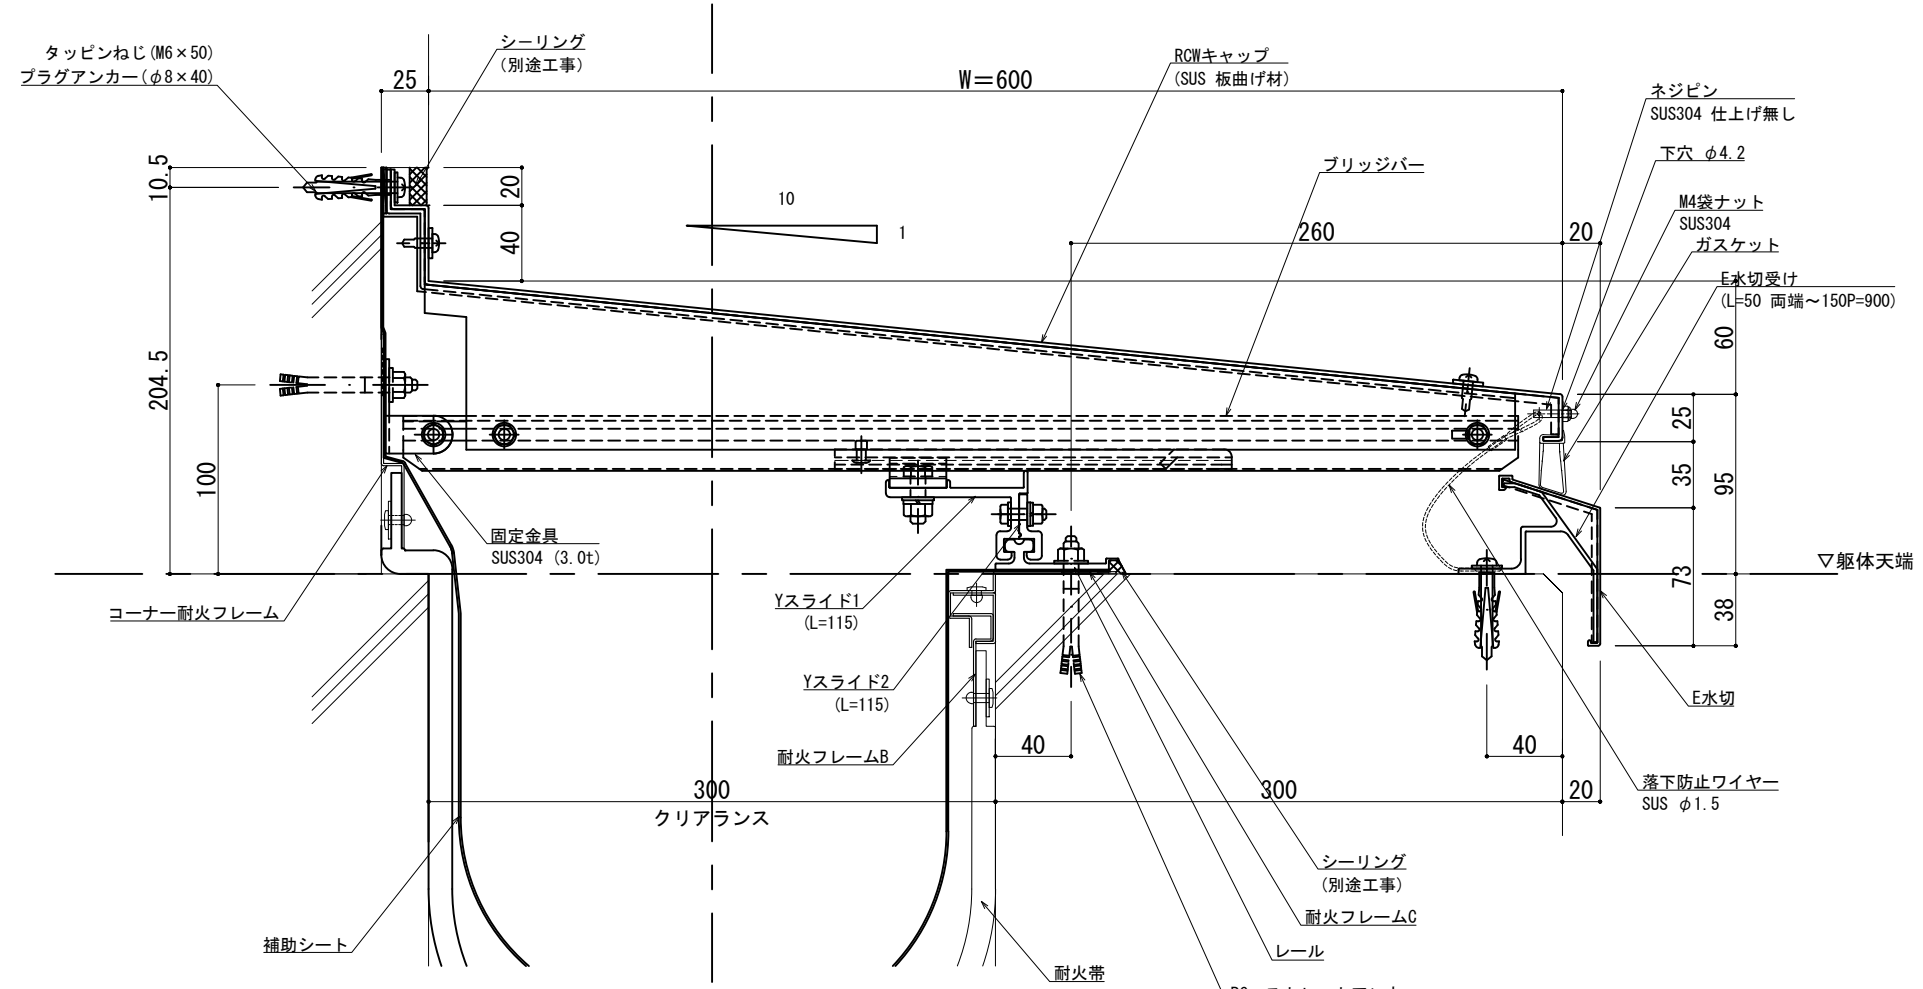 タッピンねじ(M6×50)
プラグアンカー(φ8×40)
シーリング
(別途工事)
RCWキャップ
(SUS 板曲げ材)
25
W=600
ネジピン
SUS304 仕上げ無し
下穴 φ4.2
ブリッジバー
M4袋ナット
SUS304
ガスケット
E水切受け
(L=50 両端～150P=900)
10.5
20
40
10
1
260
20
204.5
100
60
25
35
95
73
38
▽躯体天端
固定金具
SUS304 (3.0t)
コーナー耐火フレーム
Yスライド1
(L=115)
Yスライド2
(L=115)
耐火フレームB
E水切
40
40
300
クリアランス
300
20
落下防止ワイヤー
SUS φ1.5
シーリング
(別途工事)
耐火フレームC
レール
補助シート
耐火帯